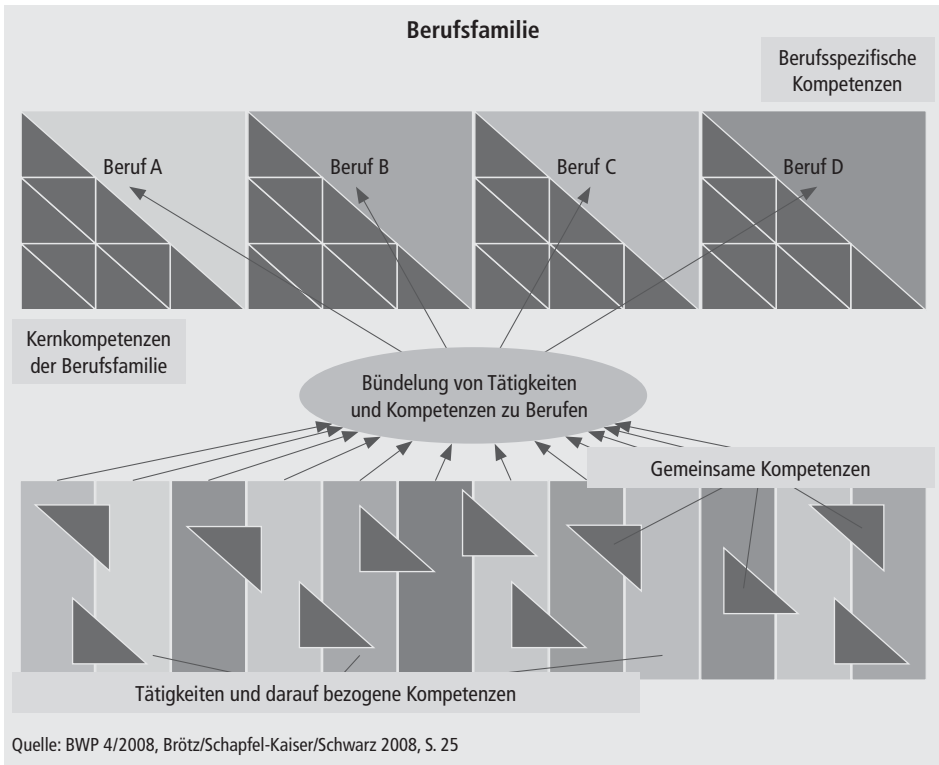 Berufsfamilie
Berufsspezifische
Kompetenzen
Beruf A
Beruf B
Beruf C
Beruf D
Kernkompetenzen
der Berufsfamilie
Bündelung von Tätigkeiten
und Kompetenzen zu Berufen
Gemeinsame Kompetenzen
Tätigkeiten und darauf bezogene Kompetenzen
Quelle: BWP 4/2008, Brötz/Schapfel-Kaiser/Schwarz 2008, S. 25